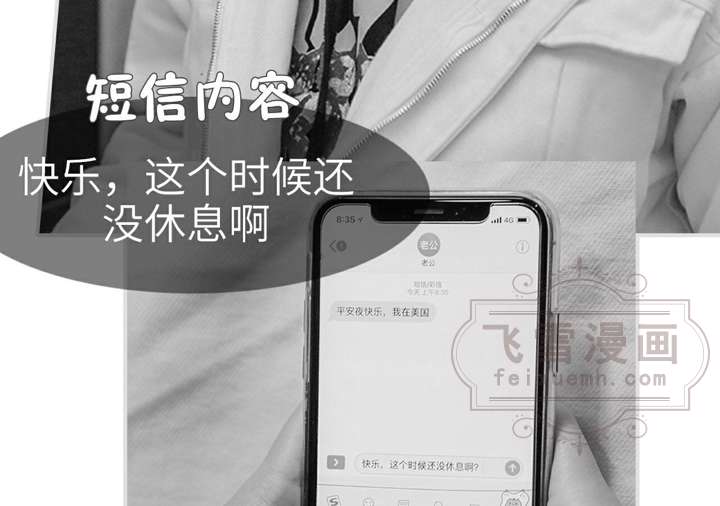 短信内容
快乐，这个时候还
没休息啊
8:35
4G
老公
老公
短信/彩信
今天 上午8:35
平安夜快乐，我在美国
飞雪漫画
feixuemh.com
快乐，这个时候还没休息啊?